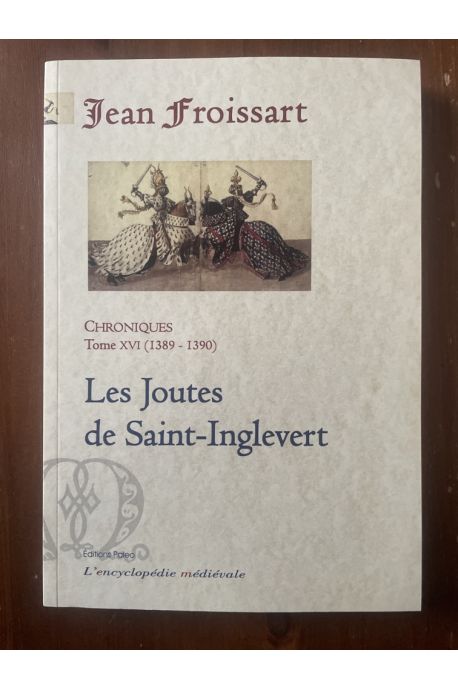 Jean Froissart
CHRONIQUES
Tome XVI (1389 - 1390)
Les Joutes
de Saint-Inglevert
Éditions Paleo
L'encyclopédie médiévale